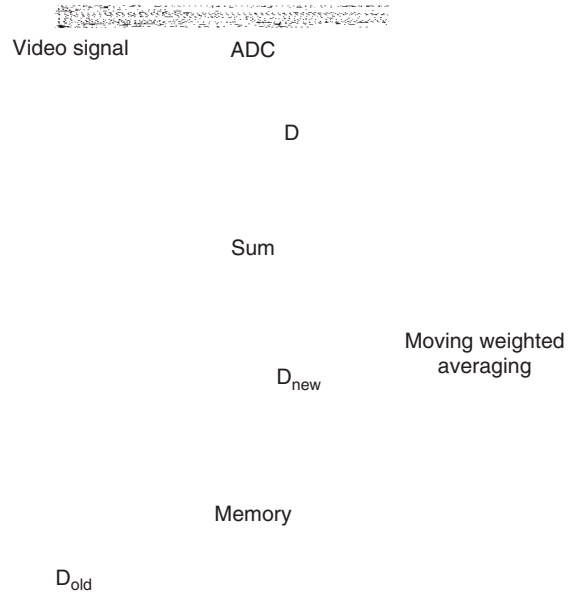 Video signal
ADC
D
Sum
Moving weighted
averaging
Dnew
Memory
Dold